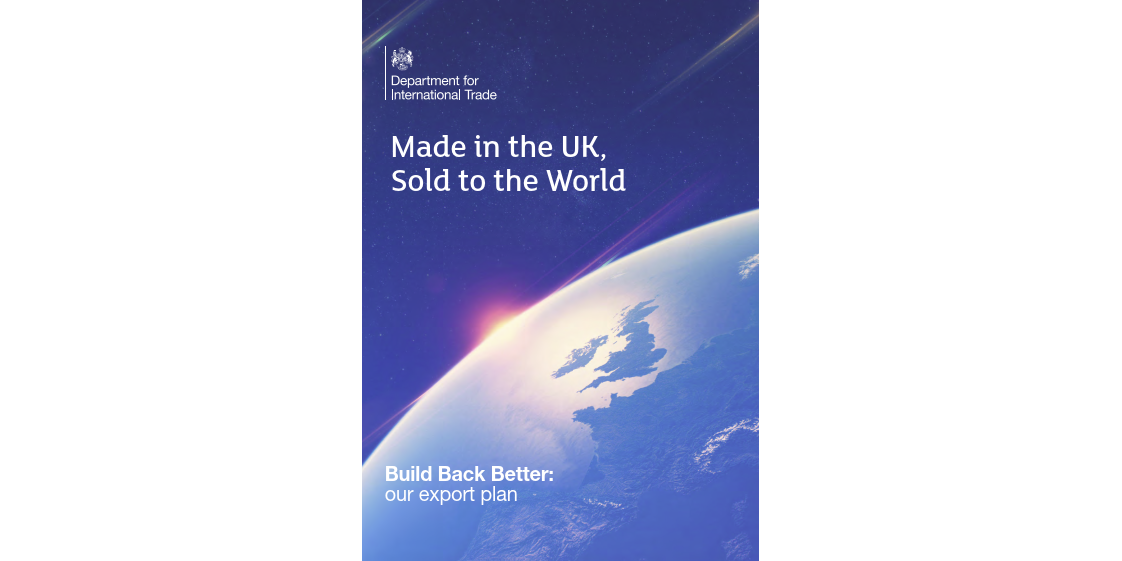 Department for
International Trade
Made in the UK,
Sold to the World
Build Back Better:
our export plan